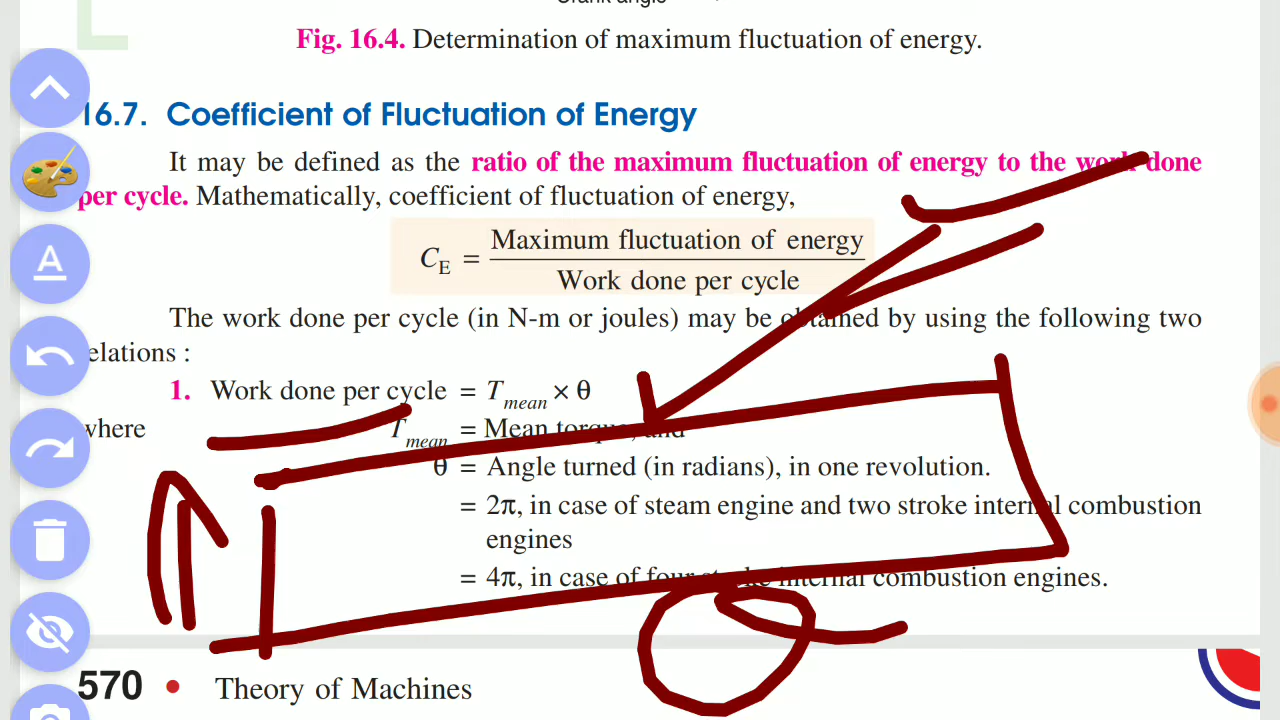 Fig. 16.4. Determination of maximum fluctuation of energy.
16.7. Coefficient of Fluctuation of Energy
It may be defined as the ratio of the maximum fluctuation of energy to the work done
per cycle. Mathematically, coefficient of fluctuation of energy,
C_E = Maximum fluctuation of energy
Work done per cycle
The work done per cycle (in N-m or joules) may be obtained by using the following two
elations :
1. Work done per cycle = T_mean × θ
where T_mean = Mean torque, and
θ = Angle turned (in radians), in one revolution.
= 2π, in case of steam engine and two stroke internal combustion
engines
= 4π, in case of four stroke internal combustion engines.
570 • Theory of Machines
A